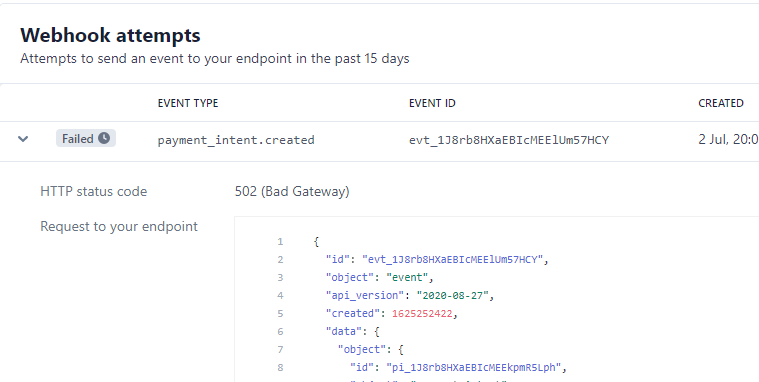 Webhook attempts
Attempts to send an event to your endpoint in the past 15 days
EVENT TYPE EVENT ID CREATED
Failed payment_intent.created evt_1J8rb8HXaEBIcMEElUm57HCY 2 Jul, 20:0
HTTP status code 502 (Bad Gateway)
Request to your endpoint
1 {
2 "id": "evt_1J8rb8HXaEBIcMEElUm57HCY",
3 "object": "event",
4 "api_version": "2020-08-27",
5 "created": 1625252422,
6 "data": {
7 "object": {
8 "id": "pi_1J8rb8HXaEBIcMEEkpmR5Lph",